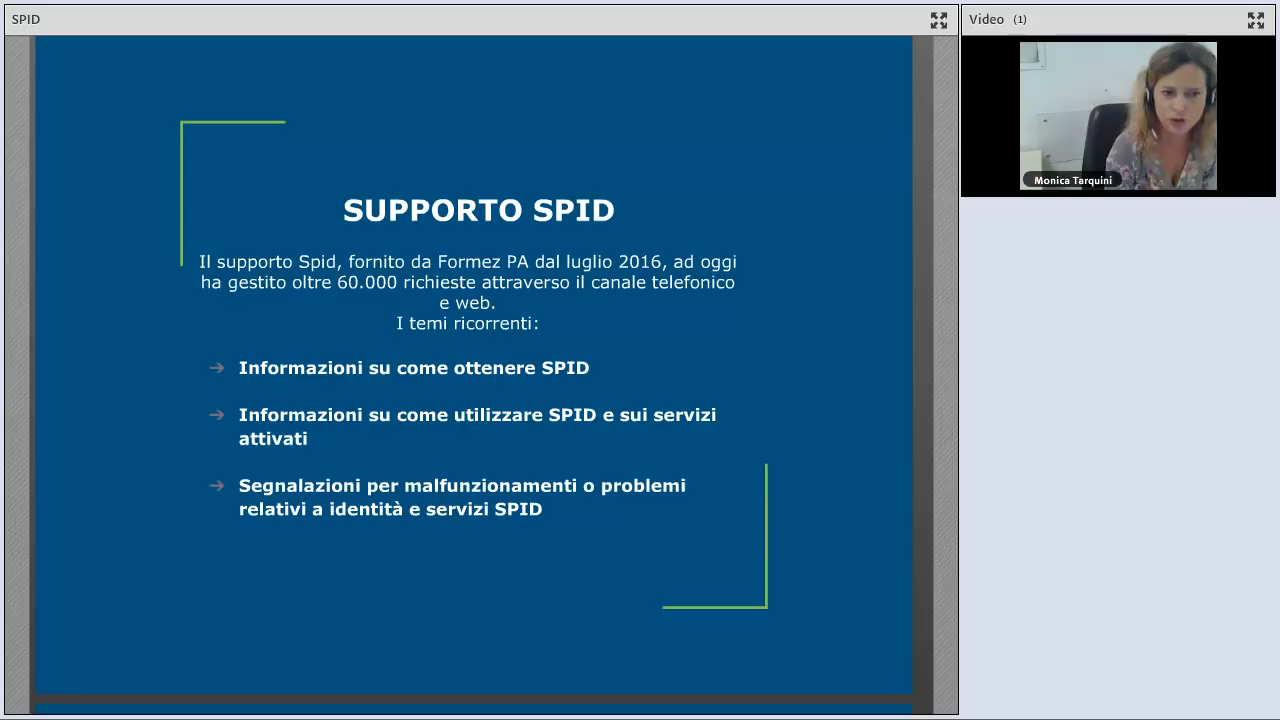 SPID
Video (1)
Monica Tarquini
SUPPORTO SPID
Il supporto Spid, fornito da Formez PA dal luglio 2016, ad oggi
ha gestito oltre 60.000 richieste attraverso il canale telefonico
e web.
I temi ricorrenti:
➔ Informazioni su come ottenere SPID
➔ Informazioni su come utilizzare SPID e sui servizi
attivati
➔ Segnalazioni per malfunzionamenti o problemi
relativi a identità e servizi SPID